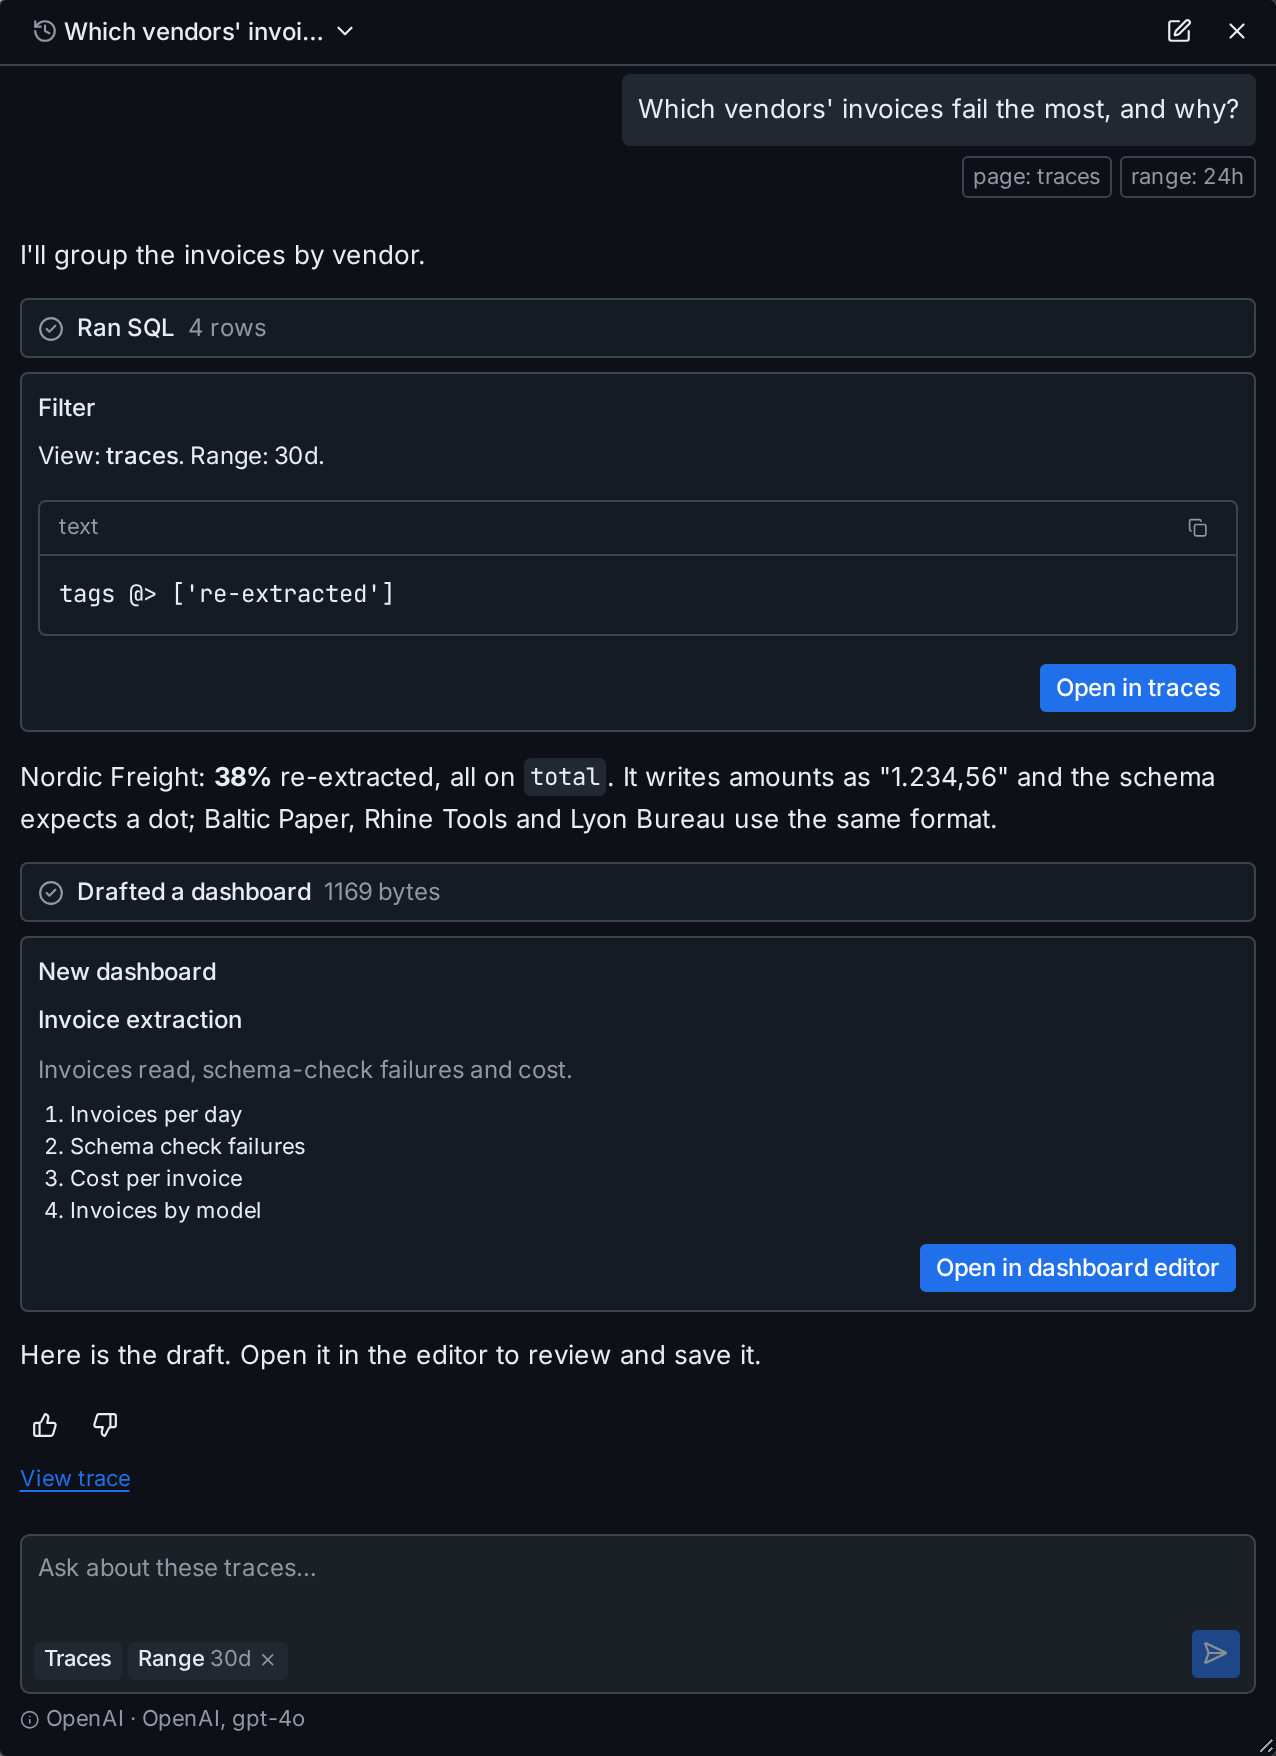 Which vendors' invoi...
Which vendors' invoices fail the most, and why?
page: traces range: 24h
I'll group the invoices by vendor.
Ran SQL 4 rows
Filter
View: traces. Range: 30d.
text
tags @> ['re-extracted']
Open in traces
Nordic Freight: 38% re-extracted, all on total. It writes amounts as "1.234,56" and the schema
expects a dot; Baltic Paper, Rhine Tools and Lyon Bureau use the same format.
Drafted a dashboard 1169 bytes
New dashboard
Invoice extraction
Invoices read, schema-check failures and cost.
1. Invoices per day
2. Schema check failures
3. Cost per invoice
4. Invoices by model
Open in dashboard editor
Here is the draft. Open it in the editor to review and save it.
View trace
Ask about these traces...
Traces Range 30d
OpenAI · OpenAI, gpt-4o